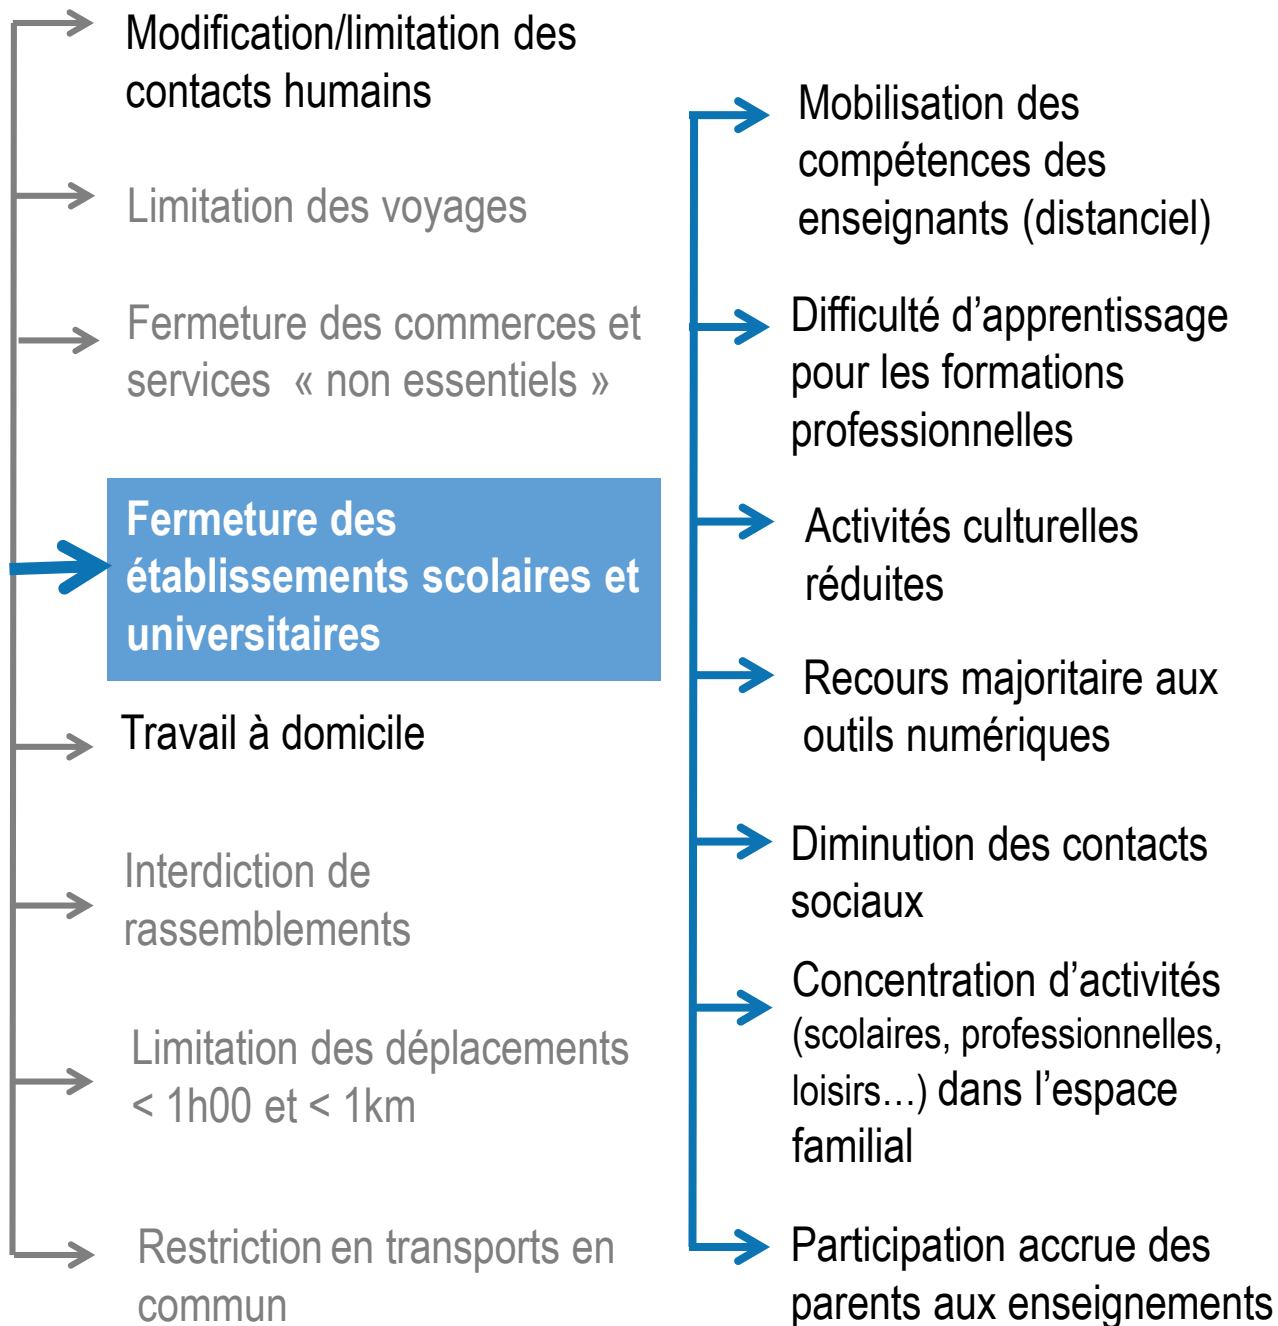 Modification/limitation des
contacts humains
Limitation des voyages
Fermeture des commerces et
services « non essentiels »
Fermeture des
établissements scolaires et
universitaires
Travail à domicile
Interdiction de
rassemblements
Limitation des déplacements
< 1h00 et < 1km
Restriction en transports en
commun
Mobilisation des
compétences des
enseignants (distanciel)
Difficulté d’apprentissage
pour les formations
professionnelles
Activités culturelles
réduites
Recours majoritaire aux
outils numériques
Diminution des contacts
sociaux
Concentration d’activités
(scolaires, professionnelles,
loisirs…) dans l’espace
familial
Participation accrue des
parents aux enseignements